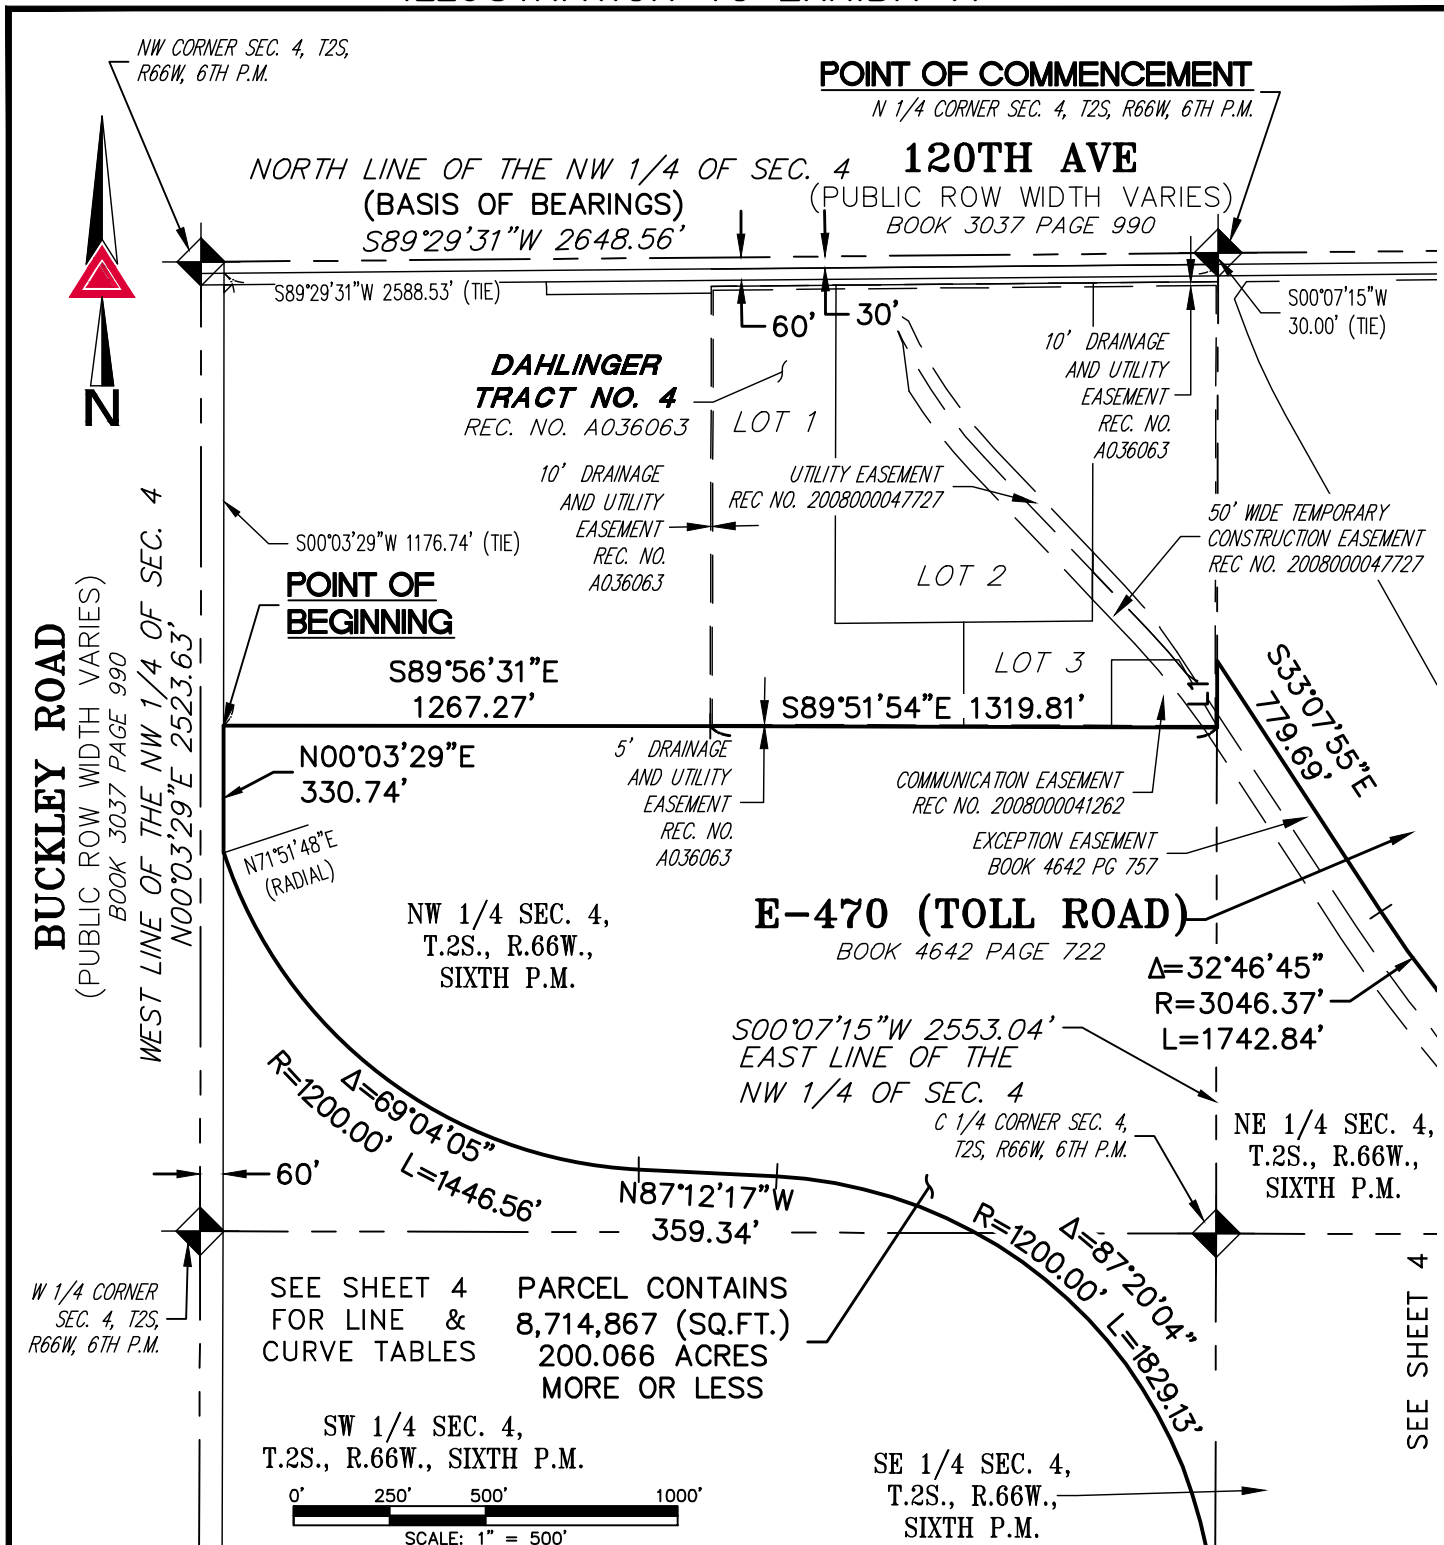 NW CORNER SEC. 4, T2S,
R66W, 6TH P.M.
POINT OF COMMENCEMENT
N 1/4 CORNER SEC. 4, T2S, R66W, 6TH P.M.
120TH AVE
(PUBLIC ROW WIDTH VARIES)
BOOK 3037 PAGE 990
NORTH LINE OF THE NW 1/4 OF SEC. 4
(BASIS OF BEARINGS)
S89°29'31"W 2648.56'
S89°29'31"W 2588.53' (TIE)
S00°07'15"W
30.00' (TIE)
60'
30'
N
DAHLINGER
TRACT NO. 4
REC. NO. A036063
LOT 1
10' DRAINAGE
AND UTILITY
EASEMENT
REC. NO.
A036063
10' DRAINAGE
AND UTILITY
EASEMENT
REC. NO.
A036063
UTILITY EASEMENT
REC NO. 2008000047727
50' WIDE TEMPORARY
CONSTRUCTION EASEMENT
REC NO. 2008000047727
S00°03'29"W 1176.74' (TIE)
LOT 2
POINT OF
BEGINNING
LOT 3
S89°56'31"E
1267.27'
S89°51'54"E 1319.81'
L1
S33°07'55"E
779.69'
BUCKLEY ROAD
(PUBLIC ROW WIDTH VARIES)
BOOK 3037 PAGE 990
WEST LINE OF THE NW 1/4 OF SEC. 4
N00°03'29"E 2523.63'
N00°03'29"E
330.74'
5' DRAINAGE
AND UTILITY
EASEMENT
REC. NO.
A036063
COMMUNICATION EASEMENT
REC NO. 2008000041262
EXCEPTION EASEMENT
BOOK 4642 PG 757
N71°51'48"E
(RADIAL)
E-470 (TOLL ROAD)
BOOK 4642 PAGE 722
NW 1/4 SEC. 4,
T.2S., R.66W.,
SIXTH P.M.
Δ=32°46'45"
R=3046.37'
L=1742.84'
S00°07'15"W 2553.04'
EAST LINE OF THE
NW 1/4 OF SEC. 4
C 1/4 CORNER SEC. 4,
T2S, R66W, 6TH P.M.
NE 1/4 SEC. 4,
T.2S., R.66W.,
SIXTH P.M.
Δ=69°04'05"
R=1200.00' L=1446.56'
60'
N87°12'17"W
359.34'
Δ=87°20'04"
R=1200.00' L=1829.13'
W 1/4 CORNER
SEC. 4, T2S,
R66W, 6TH P.M.
SEE SHEET 4
FOR LINE &
CURVE TABLES
PARCEL CONTAINS
8,714,867 (SQ.FT.)
200.066 ACRES
MORE OR LESS
SEE SHEET 4
SW 1/4 SEC. 4,
T.2S., R.66W., SIXTH P.M.
SE 1/4 SEC. 4,
T.2S., R.66W.,
SIXTH P.M.
0' 250' 500' 1000'
SCALE: 1" = 500'